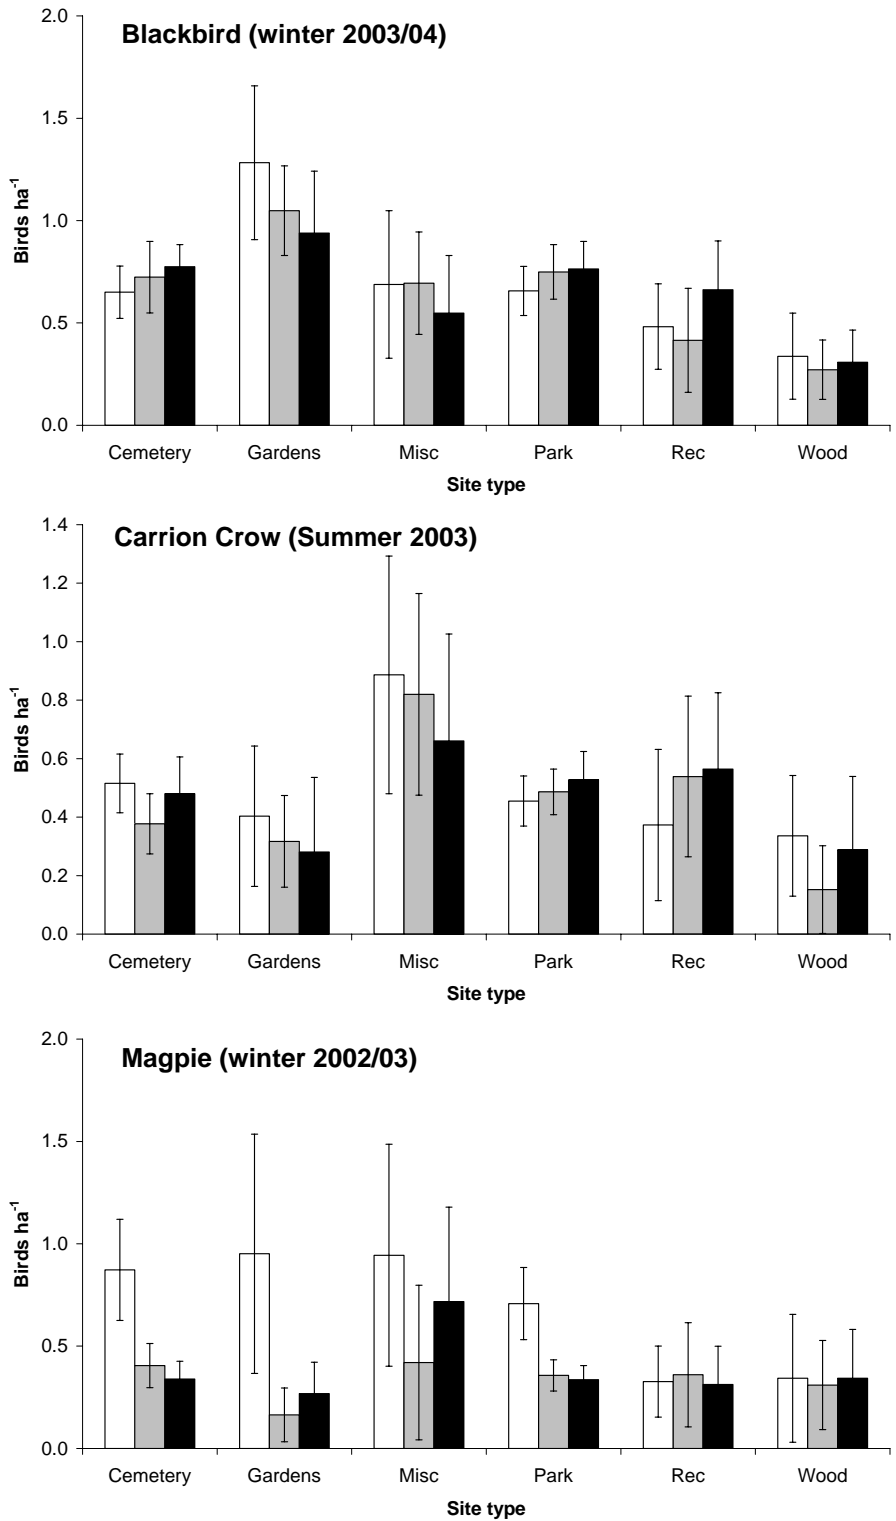 Blackbird (winter 2003/04)
2.0
1.5
1.0
0.5
0.0
Birds ha⁻¹
Cemetery Gardens Misc Park Rec Wood
Site type
Carrion Crow (Summer 2003)
1.4
1.2
1.0
0.8
0.6
0.4
0.2
0.0
Birds ha⁻¹
Cemetery Gardens Misc Park Rec Wood
Site type
Magpie (winter 2002/03)
2.0
1.5
1.0
0.5
0.0
Birds ha⁻¹
Cemetery Gardens Misc Park Rec Wood
Site type